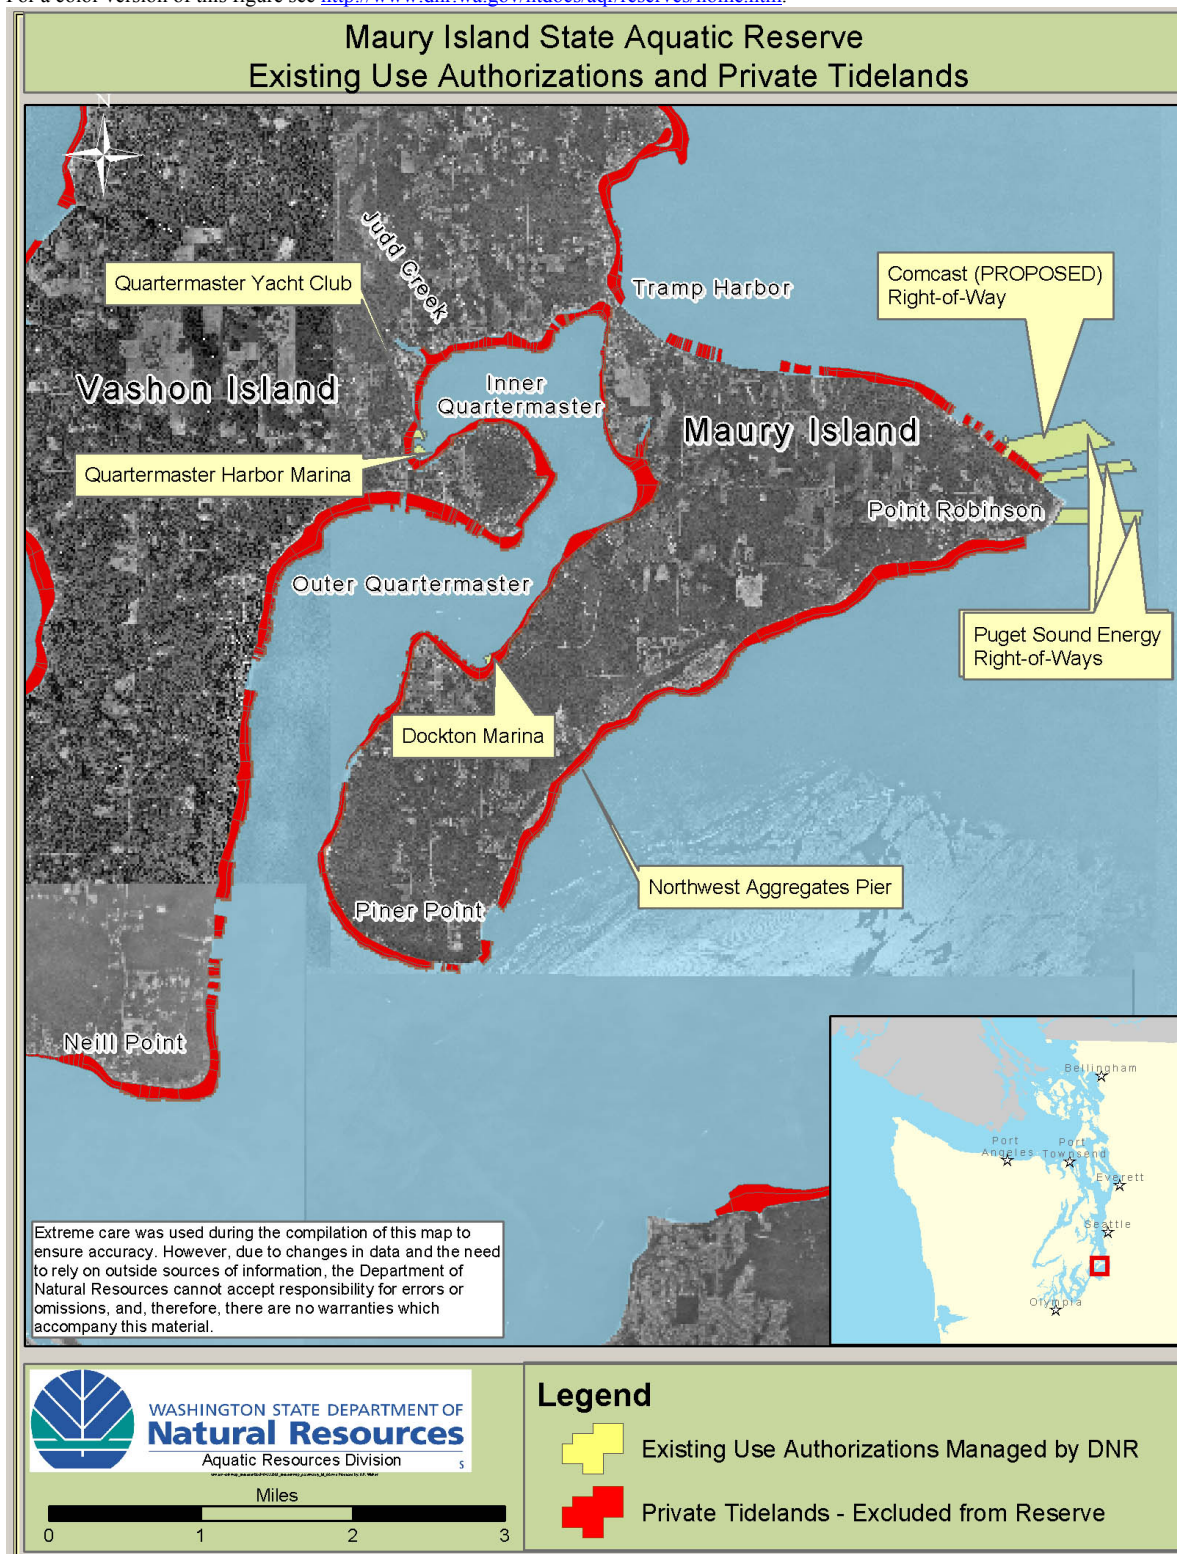 Maury Island State Aquatic Reserve
Existing Use Authorizations and Private Tidelands
N
Judd Creek
Quartermaster Yacht Club
Tramp Harbor
Comcast (PROPOSED)
Right-of-Way
Vashon Island
Inner
Quartermaster
Maury Island
Quartermaster Harbor Marina
Point Robinson
Outer Quartermaster
Puget Sound Energy
Right-of-Ways
Dockton Marina
Northwest Aggregates Pier
Piner Point
Neill Point
Bellingham
Port
Angeles
Port
Townsend
Everett
Seattle
Olympia
Extreme care was used during the compilation of this map to
ensure accuracy. However, due to changes in data and the need
to rely on outside sources of information, the Department of
Natural Resources cannot accept responsibility for errors or
omissions, and, therefore, there are no warranties which
accompany this material.
WASHINGTON STATE DEPARTMENT OF
Natural Resources
Aquatic Resources Division
Miles
0 1 2 3
Legend
Existing Use Authorizations Managed by DNR
Private Tidelands - Excluded from Reserve